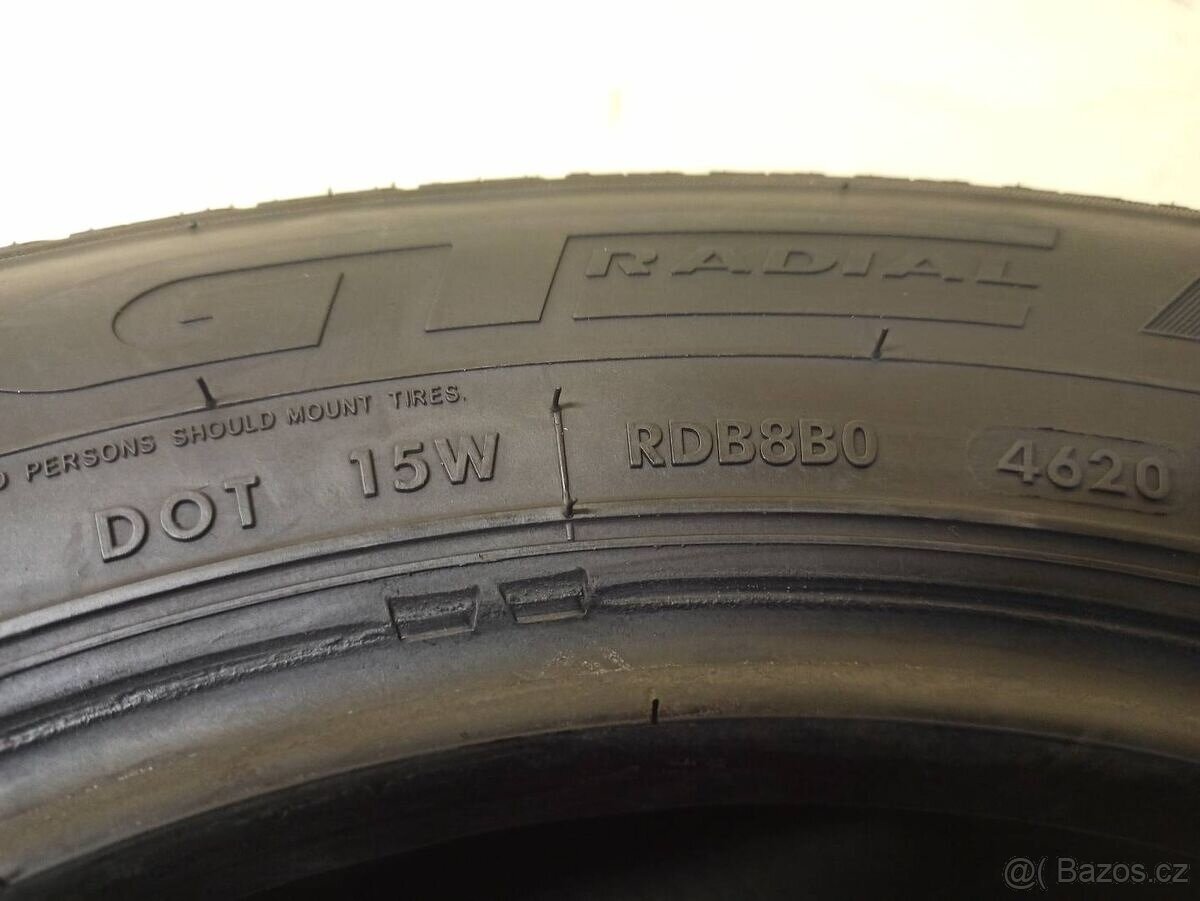 GT RADIAL
PERSONS SHOULD MOUNT TIRES.
DOT 15W RDB8B0 4620
@( Bazos.cz